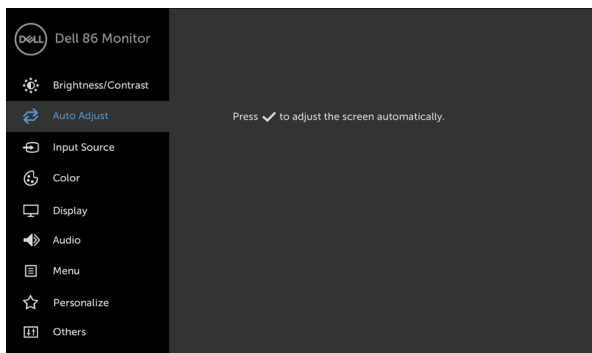 DELL Dell 86 Monitor
Brightness/Contrast
Auto Adjust
Press ✓ to adjust the screen automatically.
Input Source
Color
Display
Audio
Menu
Personalize
Others